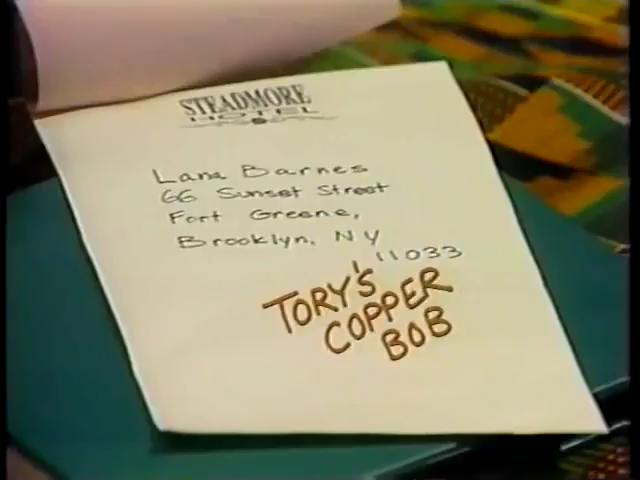 STEADMORE
HOTEL
Lana Barnes
66 Sunset Street
Fort Greene,
Brooklyn, NY
11033
TORY'S
COPPER
BOB